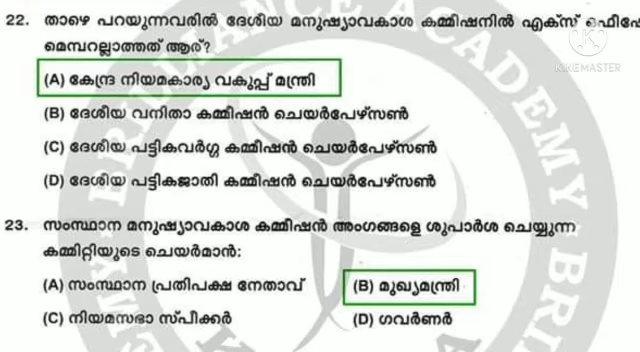 22. താഴെ പറയുന്നവരിൽ ദേശീയ മനുഷ്യാവകാശ കമ്മീഷനിൽ എക്സ്
മെമ്പറല്ലാത്തത് ആര്?
(A) കേന്ദ്ര നിയമകാര്യ വകുപ്പ് മന്ത്രി
(B) ദേശീയ വനിതാ കമ്മീഷൻ ചെയർപേഴ്സൺ
(C) ദേശീയ പട്ടികവർഗ്ഗ കമ്മീഷൻ ചെയർപേഴ്സൺ
(D) ദേശീയ പട്ടികജാതി കമ്മീഷൻ ചെയർപേഴ്സൺ
23. സംസ്ഥാന മനുഷ്യാവകാശ കമ്മീഷൻ അംഗങ്ങളെ ശുപാർശ ചെയ്യുന്ന
കമ്മിറ്റിയുടെ ചെയർമാൻ:
(A) സംസ്ഥാന പ്രതിപക്ഷ നേതാവ് (B) മുഖ്യമന്ത്രി
(C) നിയമസഭാ സ്പീക്കർ (D) ഗവർണർ
KINEMASTER
BRILLIANCE ACADEMY